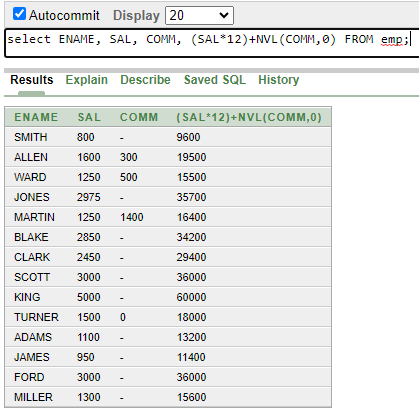 Autocommit Display 20
select ENAME, SAL, COMM, (SAL*12)+NVL(COMM,0) FROM emp;
Results Explain Describe Saved SQL History
ENAME SAL COMM (SAL*12)+NVL(COMM,0)
SMITH 800 - 9600
ALLEN 1600 300 19500
WARD 1250 500 15500
JONES 2975 - 35700
MARTIN 1250 1400 16400
BLAKE 2850 - 34200
CLARK 2450 - 29400
SCOTT 3000 - 36000
KING 5000 - 60000
TURNER 1500 0 18000
ADAMS 1100 - 13200
JAMES 950 - 11400
FORD 3000 - 36000
MILLER 1300 - 15600